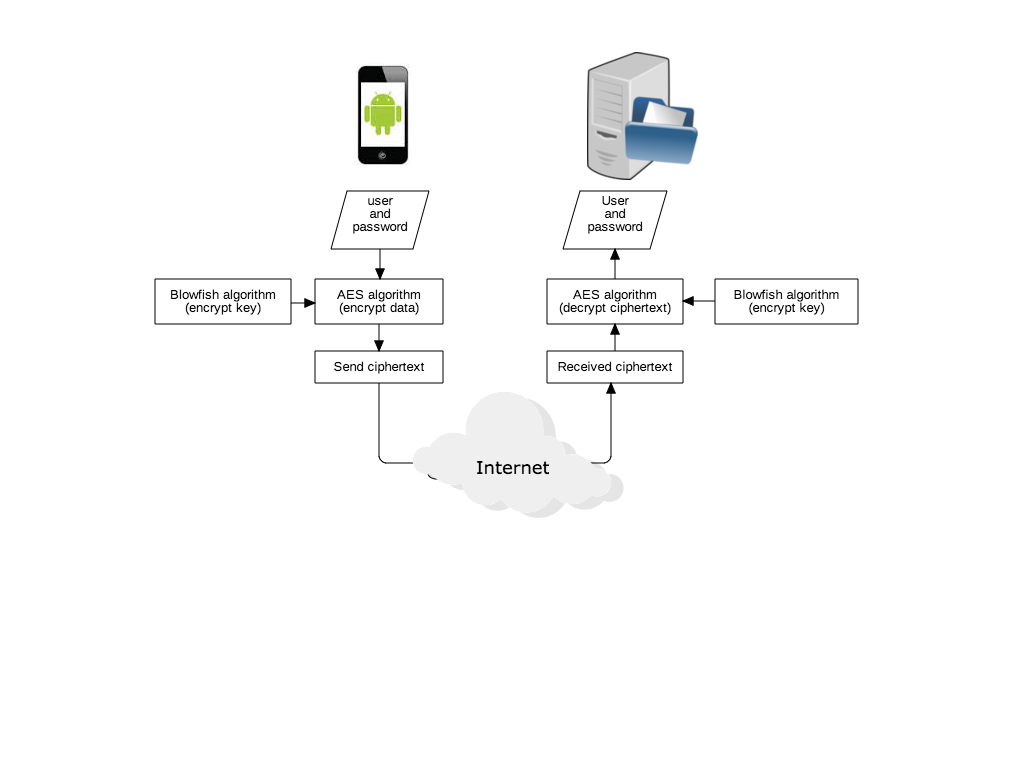 user
and
password
User
and
password
Blowfish algorithm
(encrypt key)
AES algorithm
(encrypt data)
AES algorithm
(decrypt ciphertext)
Blowfish algorithm
(encrypt key)
Send ciphertext
Received ciphertext
Internet